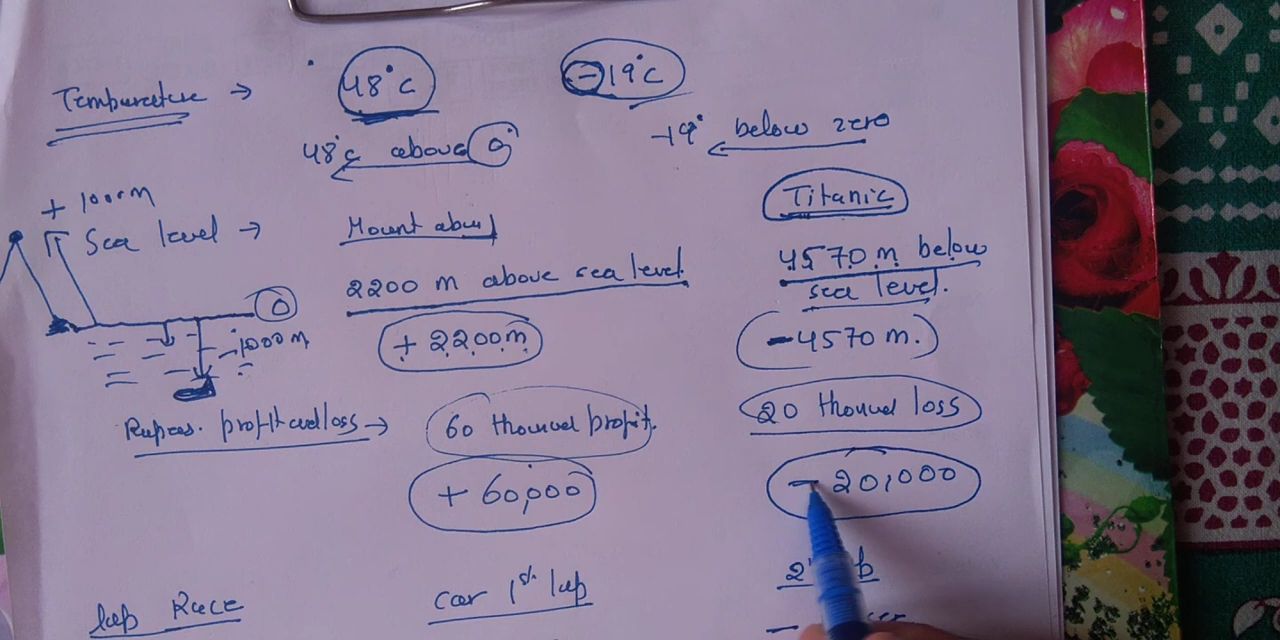 Temburature → 48°C -19°C
48°C above 0° -19° below zero
+ 100m
Sea level → Mount abu Titanic
2200 m above sea level. 4570 m below
sea level.
0
-1000 m + 2200m -4570 m.
Rupees. profit and loss → 60 thousand profit. 20 thousand loss
+ 60,000 - 20,000
lap Race car 1st lap